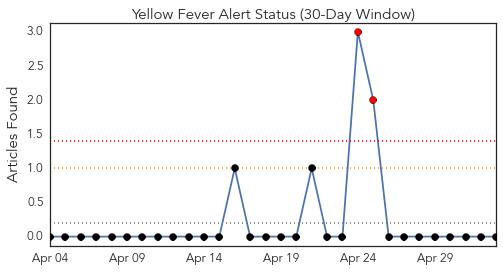 Yellow Fever Alert Status (30-Day Window)
Articles Found
3.0
2.5
2.0
1.5
1.0
0.5
0.0
Apr 04 Apr 09 Apr 14 Apr 19 Apr 24 Apr 29